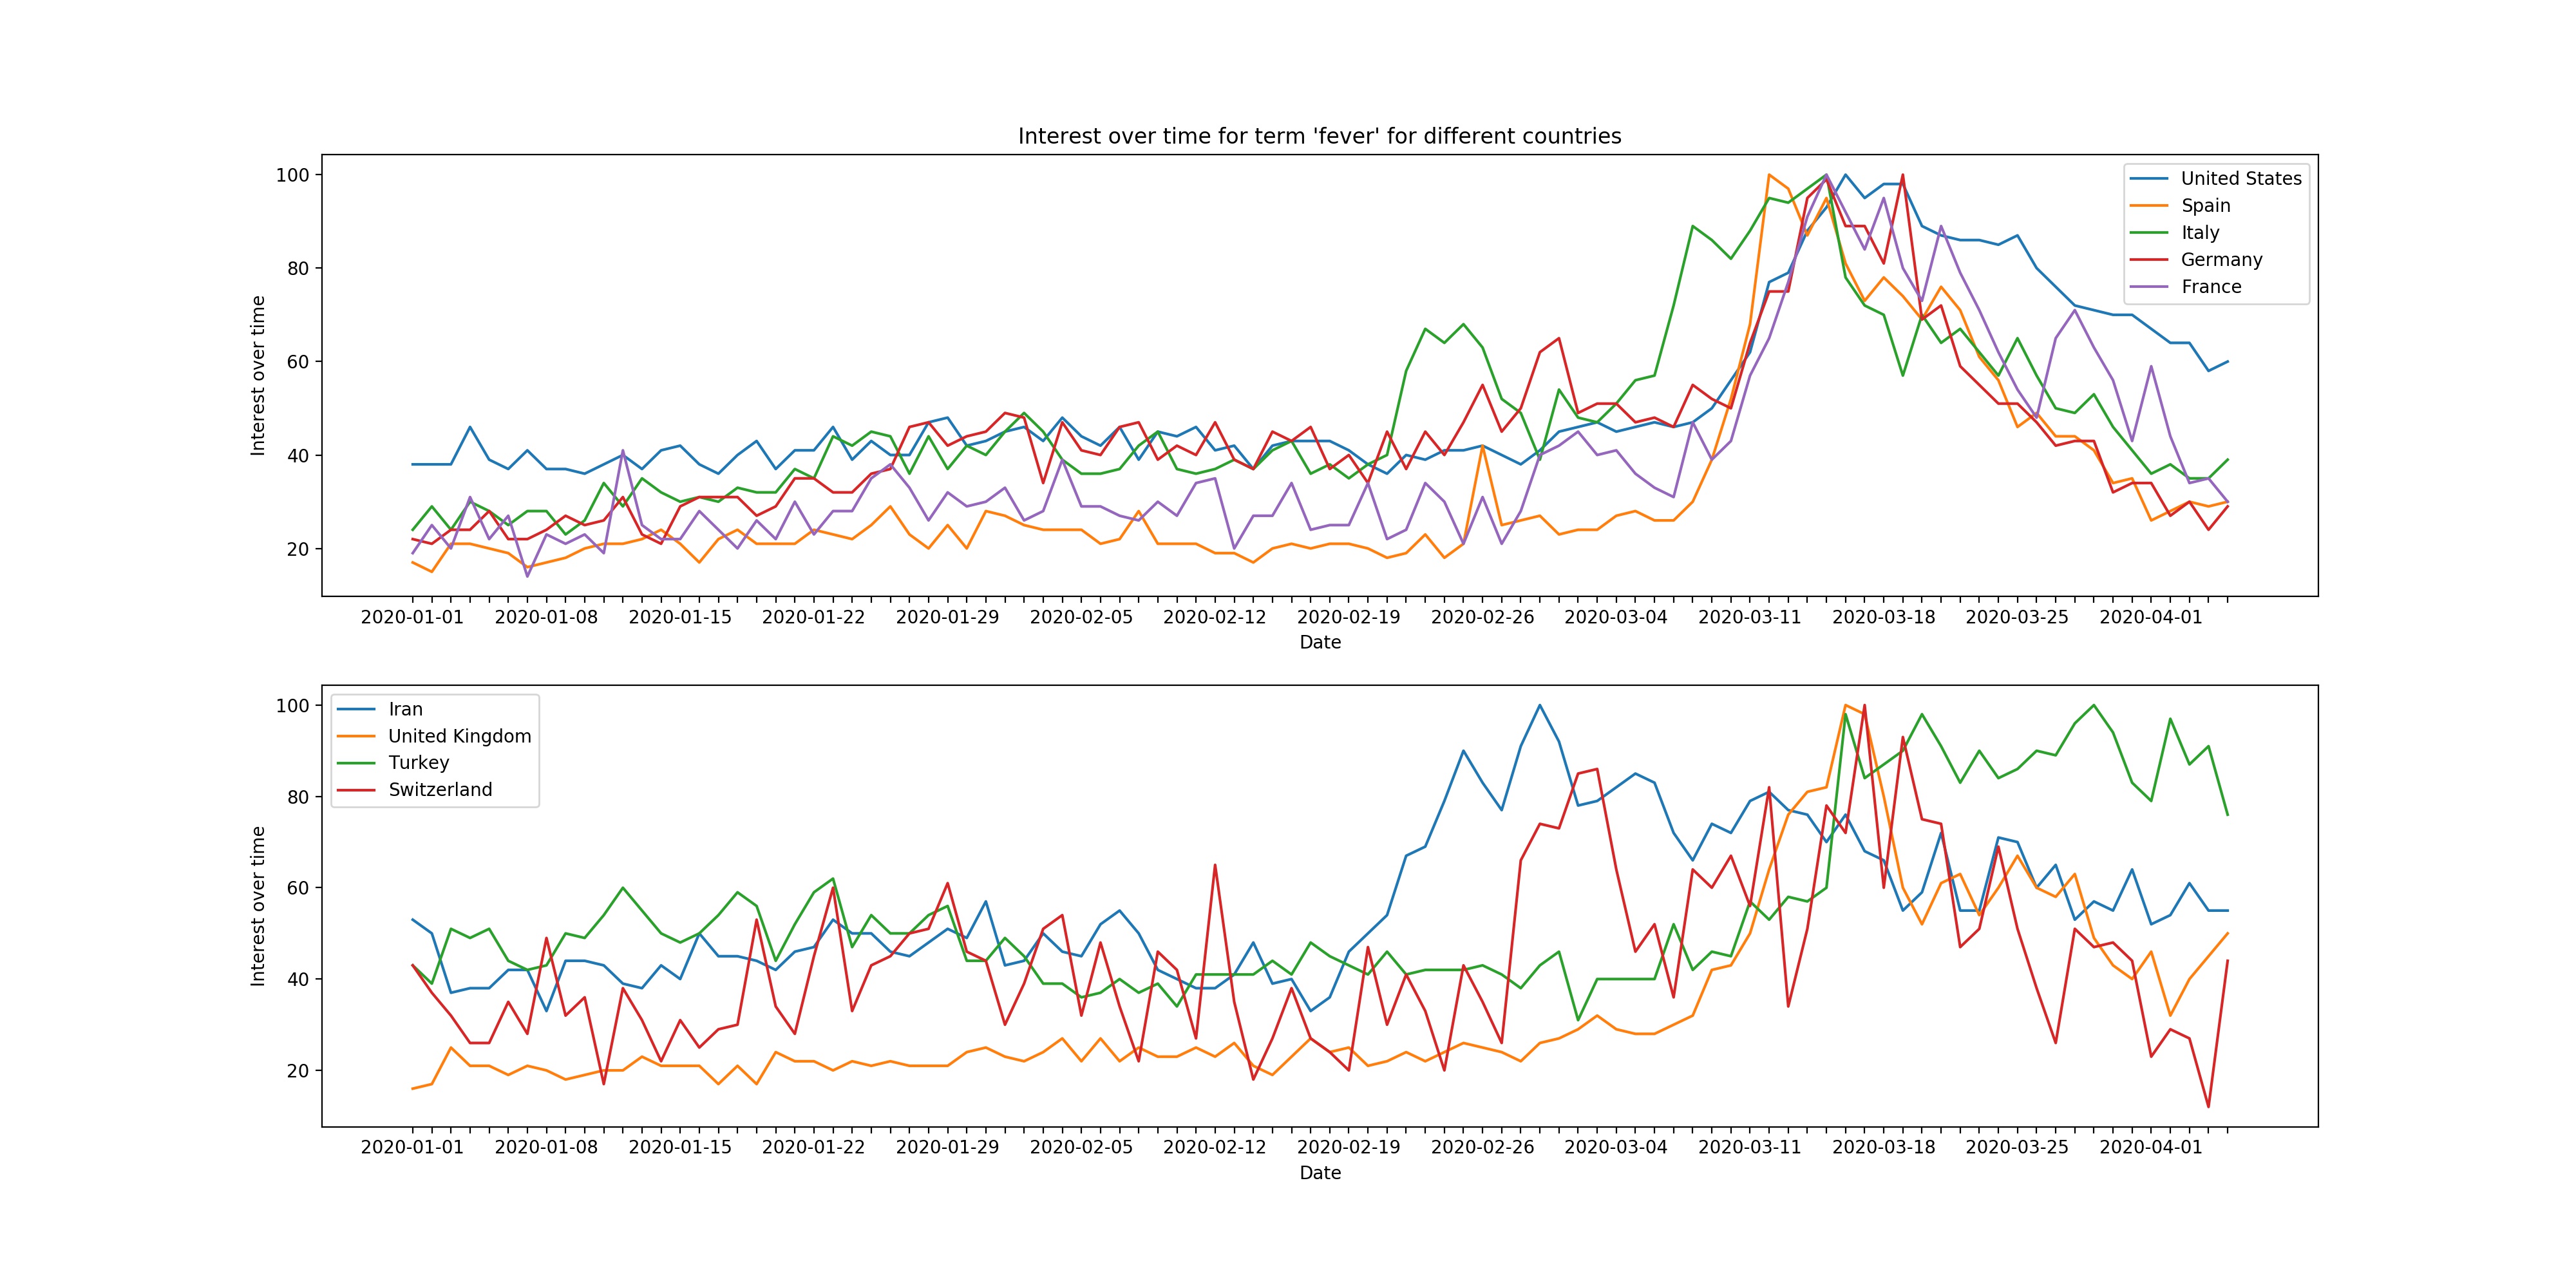 Interest over time for term 'fever' for different countries
100
80
60
40
20
Interest over time
United States
Spain
Italy
Germany
France
2020-01-01 2020-01-08 2020-01-15 2020-01-22 2020-01-29 2020-02-05 2020-02-12 2020-02-19 2020-02-26 2020-03-04 2020-03-11 2020-03-18 2020-03-25 2020-04-01
Date
100
80
60
40
20
Interest over time
Iran
United Kingdom
Turkey
Switzerland
2020-01-01 2020-01-08 2020-01-15 2020-01-22 2020-01-29 2020-02-05 2020-02-12 2020-02-19 2020-02-26 2020-03-04 2020-03-11 2020-03-18 2020-03-25 2020-04-01
Date